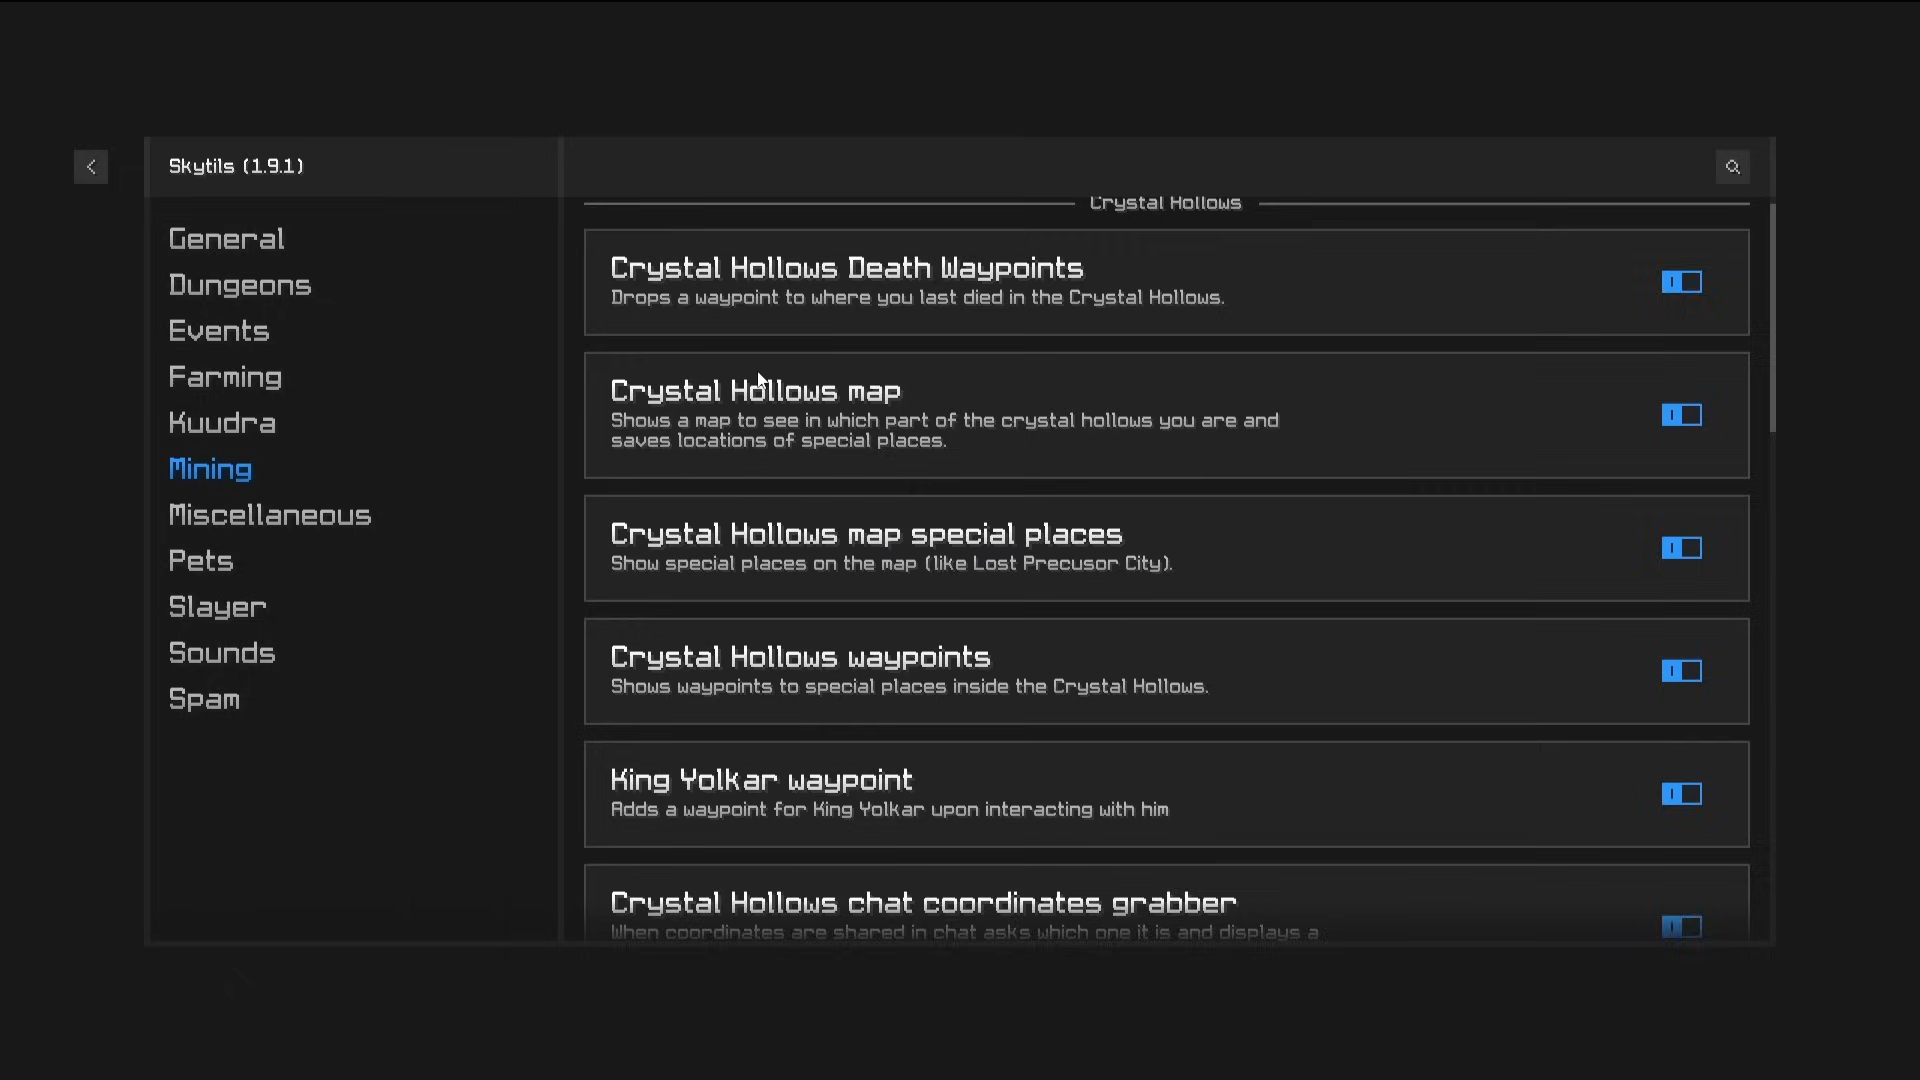 Skytils (1.9.1)
General
Dungeons
Events
Farming
Kuudra
Mining
Miscellaneous
Pets
Slayer
Sounds
Spam
Crystal Hollows
Crystal Hollows Death Waypoints
Drops a waypoint to where you last died in the Crystal Hollows.
Crystal Hollows map
Shows a map to see in which part of the crystal hollows you are and
saves locations of special places.
Crystal Hollows map special places
Show special places on the map (like Lost Precusor City).
Crystal Hollows waypoints
Shows waypoints to special places inside the Crystal Hollows.
King Yolkar waypoint
Adds a waypoint for King Yolkar upon interacting with him
Crystal Hollows chat coordinates grabber
When coordinates are shared in chat asks which one it is and displays a